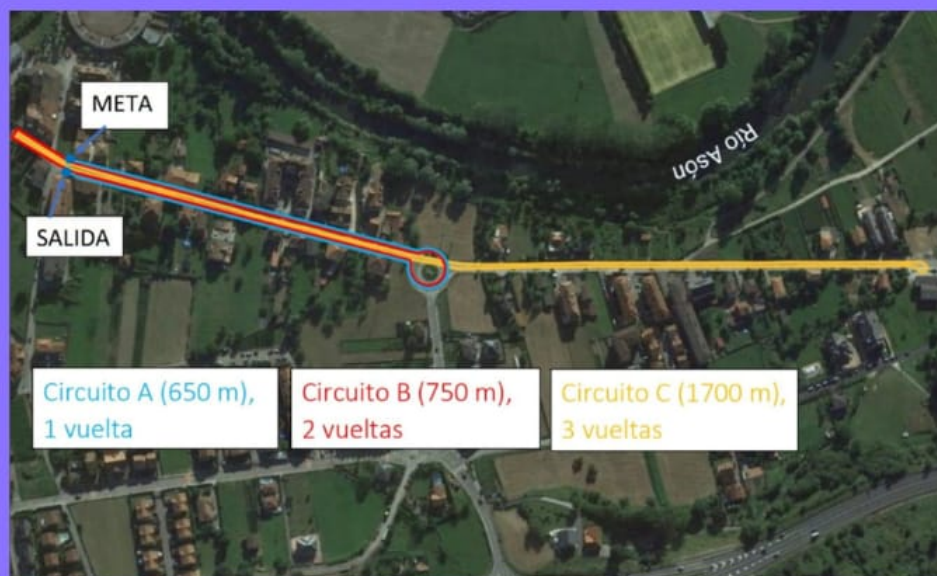 META
Río Asón
SALIDA
Circuito A (650 m),
1 vuelta
Circuito B (750 m),
2 vueltas
Circuito C (1700 m),
3 vueltas